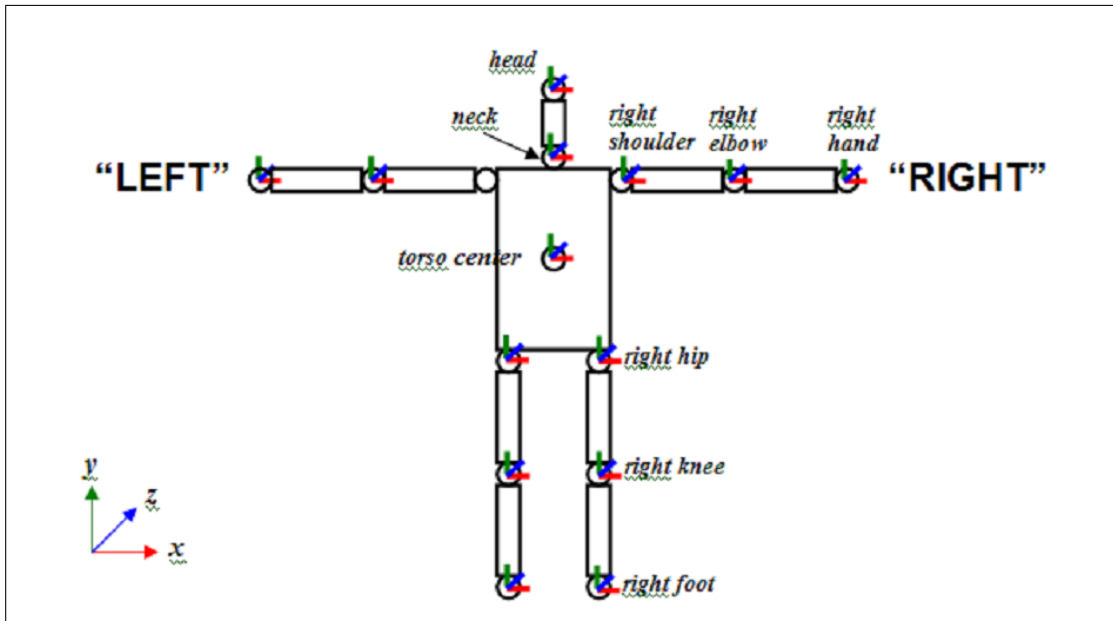 head
neck
right
shoulder
right
elbow
right
hand
“LEFT”
“RIGHT”
torso center
right hip
right knee
right foot
y
z
x